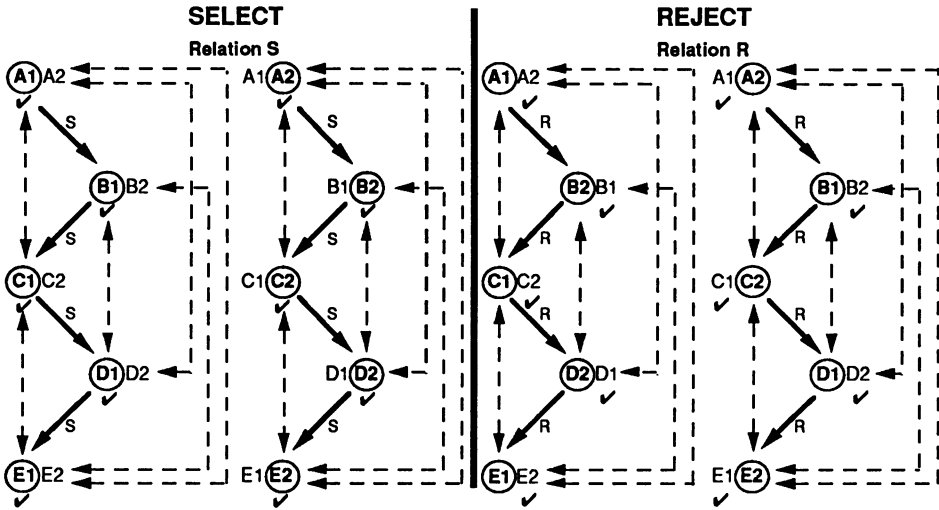 SELECT
REJECT
Relation S
Relation R
A1 A2
A1 A2
A1 A2
A1 A2
S
S
R
R
B1 B2
B1 B2
B2 B1
B1 B2
S
S
R
R
C1 C2
C1 C2
C1 C2
C1 C2
S
S
R
R
D1 D2
D1 D2
D2 D1
D1 D2
S
S
R
R
E1 E2
E1 E2
E1 E2
E1 E2